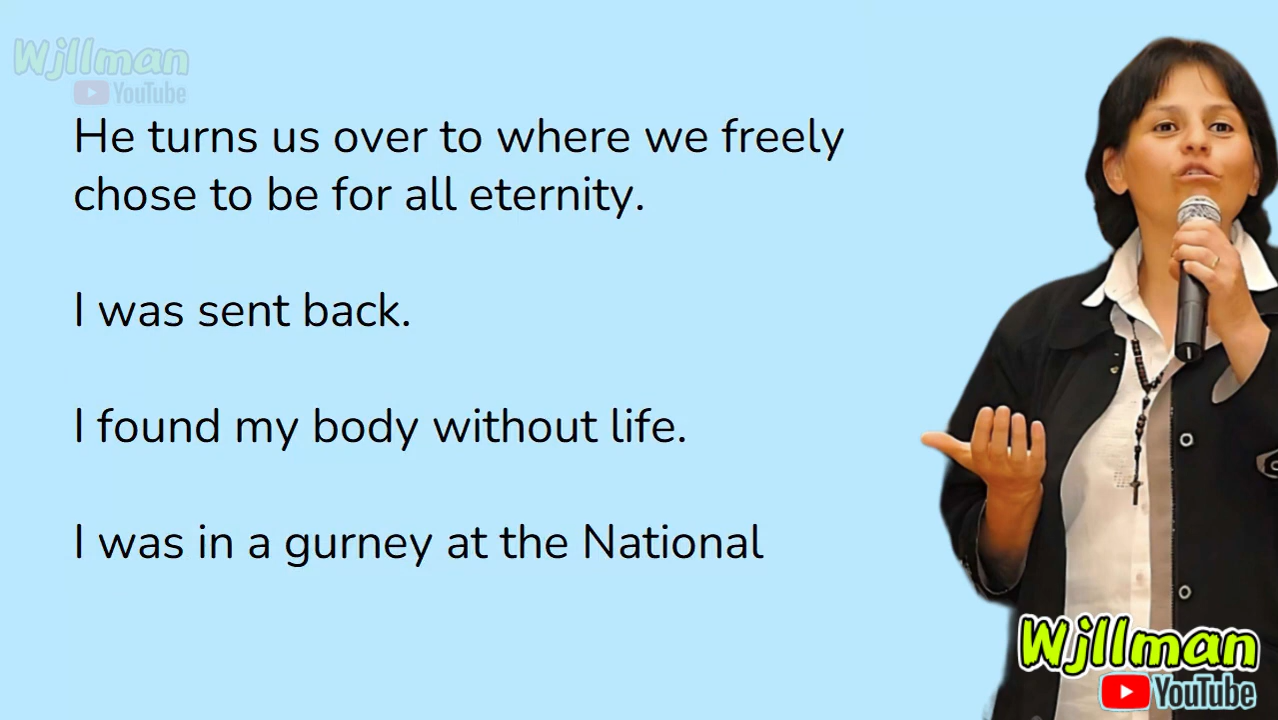 Wjllman
YouTube
He turns us over to where we freely
chose to be for all eternity.
I was sent back.
I found my body without life.
I was in a gurney at the National
Wjllman
YouTube